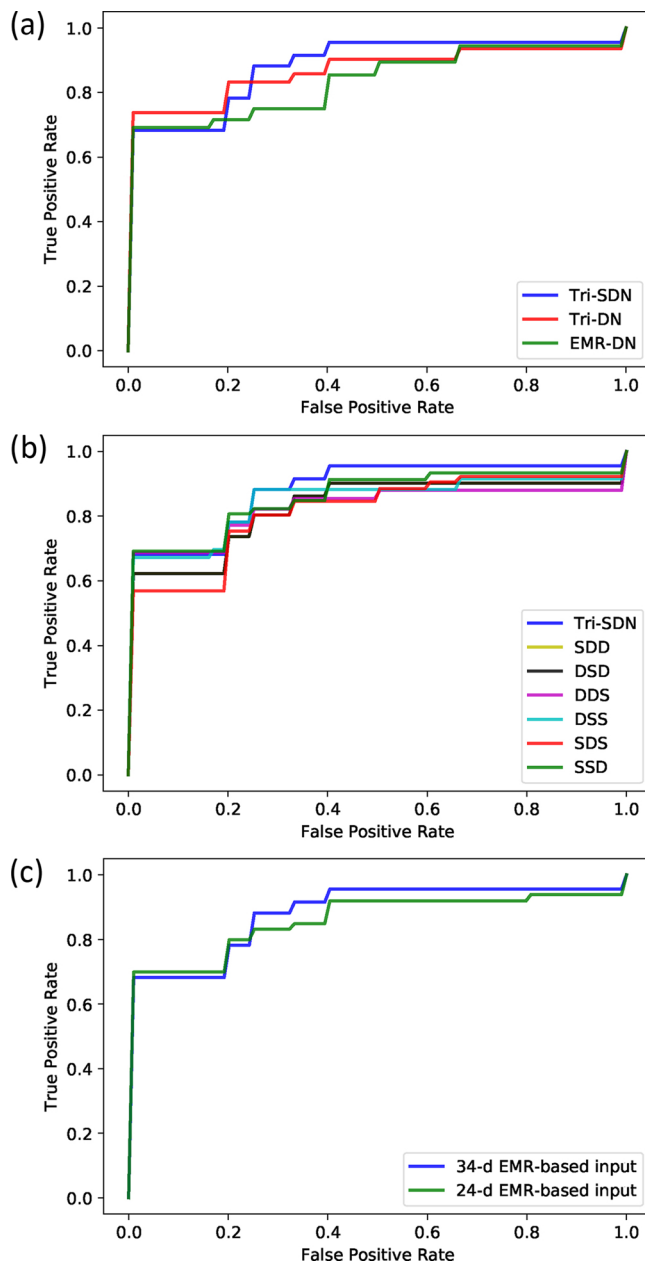 (a)
True Positive Rate
1.0
0.8
0.6
0.4
0.2
0.0
Tri-SDN
Tri-DN
EMR-DN
0.0 0.2 0.4 0.6 0.8 1.0
False Positive Rate
(b)
True Positive Rate
1.0
0.8
0.6
0.4
0.2
0.0
Tri-SDN
SDD
DSD
DDS
DSS
SDS
SSD
0.0 0.2 0.4 0.6 0.8 1.0
False Positive Rate
(c)
True Positive Rate
1.0
0.8
0.6
0.4
0.2
0.0
34-d EMR-based input
24-d EMR-based input
0.0 0.2 0.4 0.6 0.8 1.0
False Positive Rate